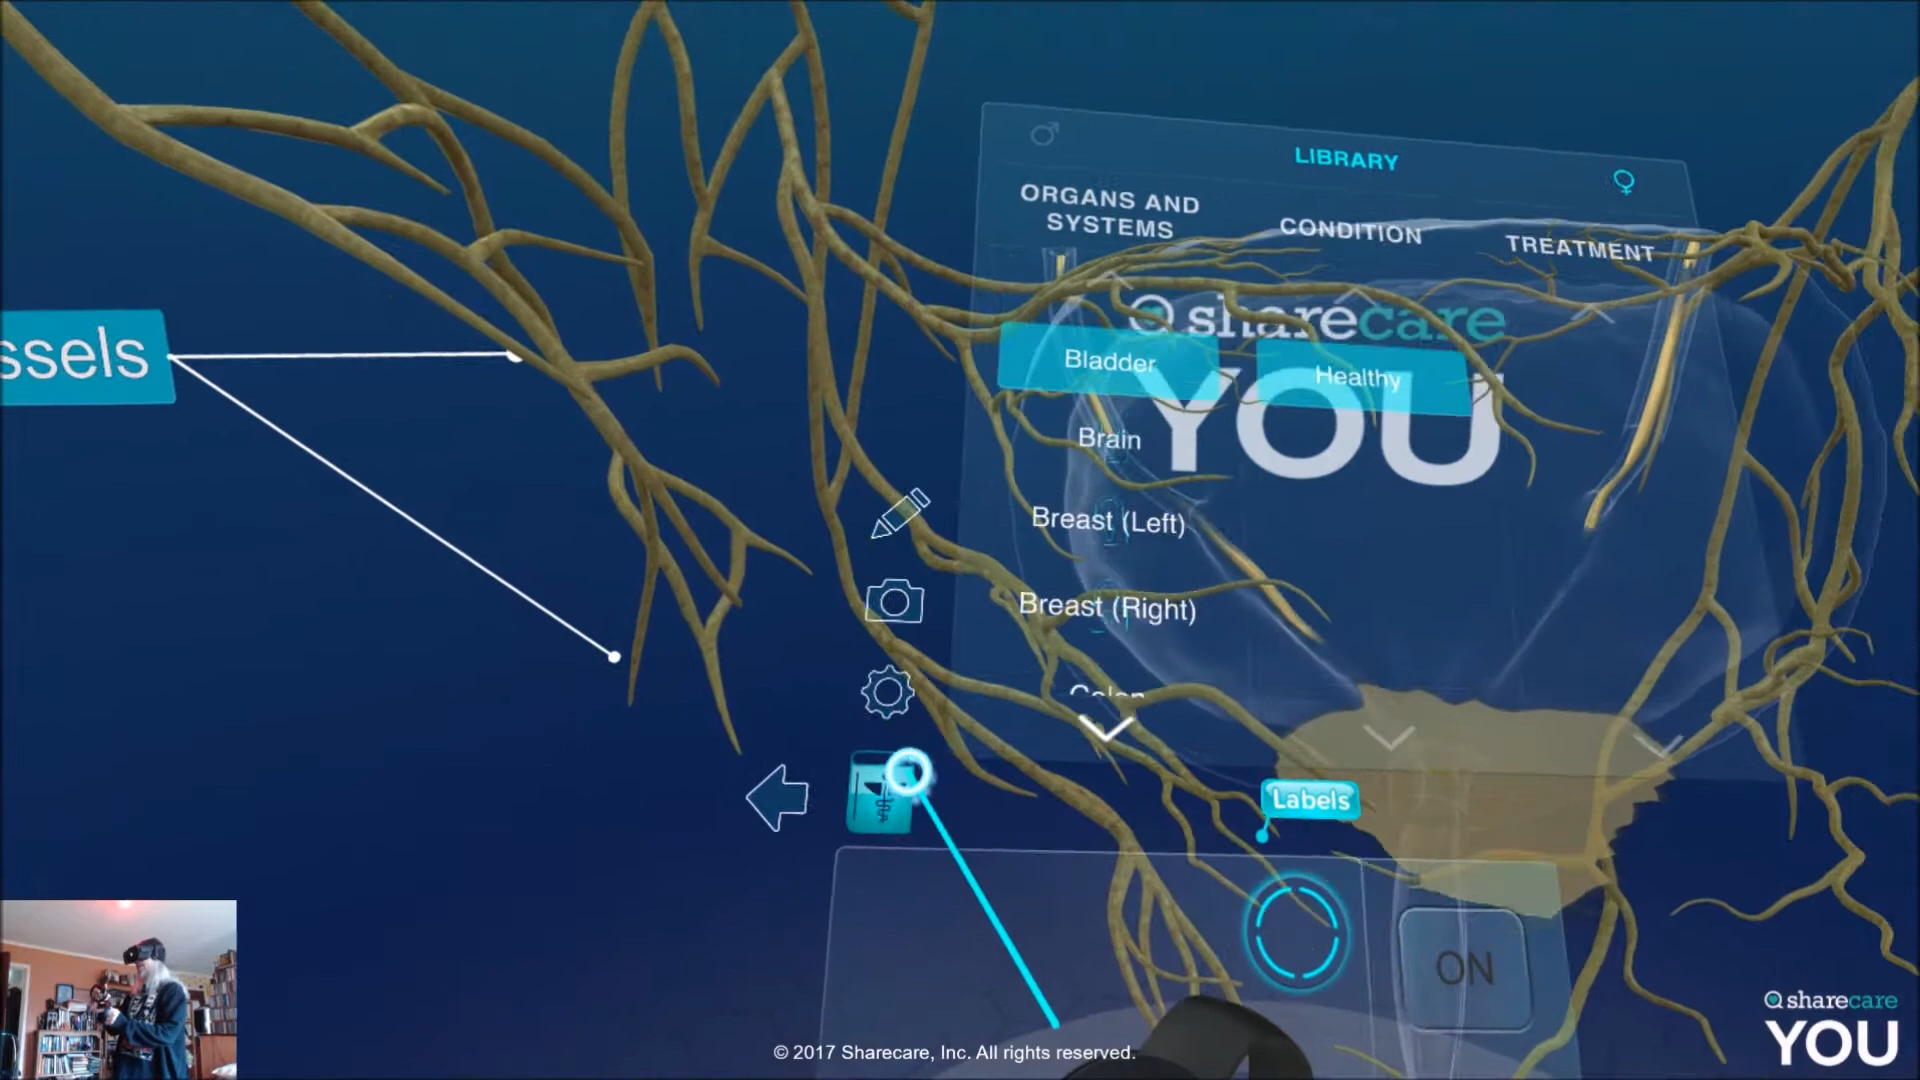 LIBRARY
ORGANS AND
SYSTEMS
CONDITION
TREATMENT
sharecare
YOU
ssels
Bladder
Healthy
Brain
Breast (Left)
Breast (Right)
Colon
Labels
ON
sharecare
YOU
© 2017 Sharecare, Inc. All rights reserved.